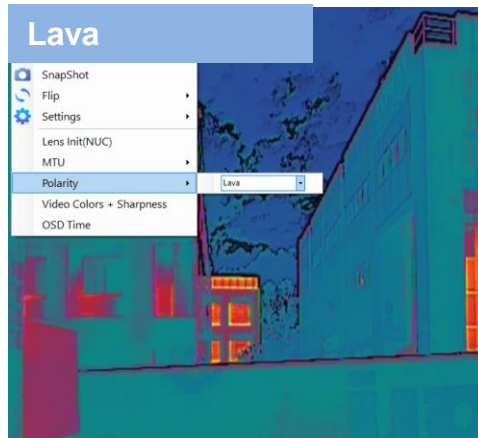 Lava
SnapShot
Flip
Settings
Lens Init(NUC)
MTU
Polarity
Lava
Video Colors + Sharpness
OSD Time